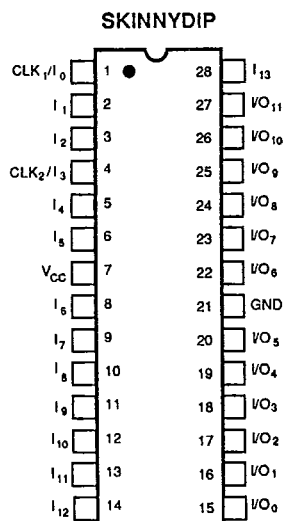 SKINNYDIP
CLK₁/I₀ 1 28 I₁₃
I₁ 2 27 I/O₁₁
I₂ 3 26 I/O₁₀
CLK₂/I₃ 4 25 I/O₉
I₄ 5 24 I/O₈
I₅ 6 23 I/O₇
V_CC 7 22 I/O₆
I₆ 8 21 GND
I₇ 9 20 I/O₅
I₈ 10 19 I/O₄
I₉ 11 18 I/O₃
I₁₀ 12 17 I/O₂
I₁₁ 13 16 I/O₁
I₁₂ 14 15 I/O₀